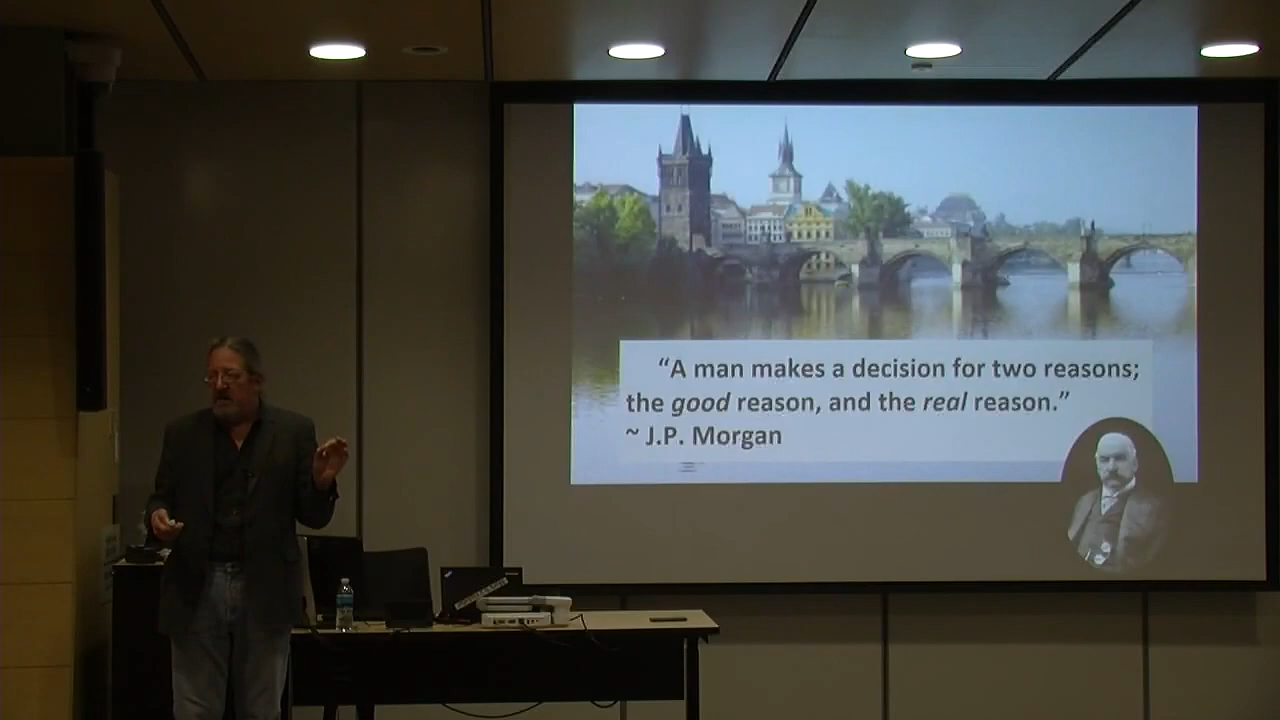 “A man makes a decision for two reasons;
the good reason, and the real reason.”
~ J.P. Morgan